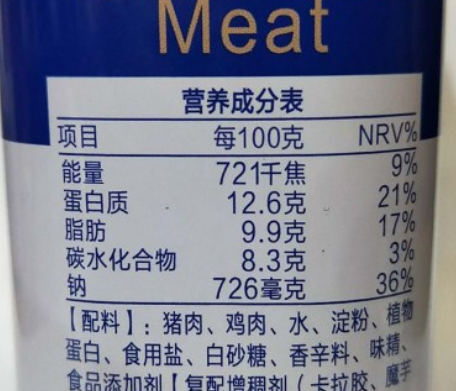 Meat
营养成分表
项目 每100克 NRV%
能量 721千焦 9%
蛋白质 12.6克 21%
脂肪 9.9克 17%
碳水化合物 8.3克 3%
钠 726毫克 36%
【配料】：猪肉、鸡肉、水、淀粉、植物
蛋白、食用盐、白砂糖、香辛料、味精、
食品添加剂【复配增稠剂（卡拉胶、魔芋